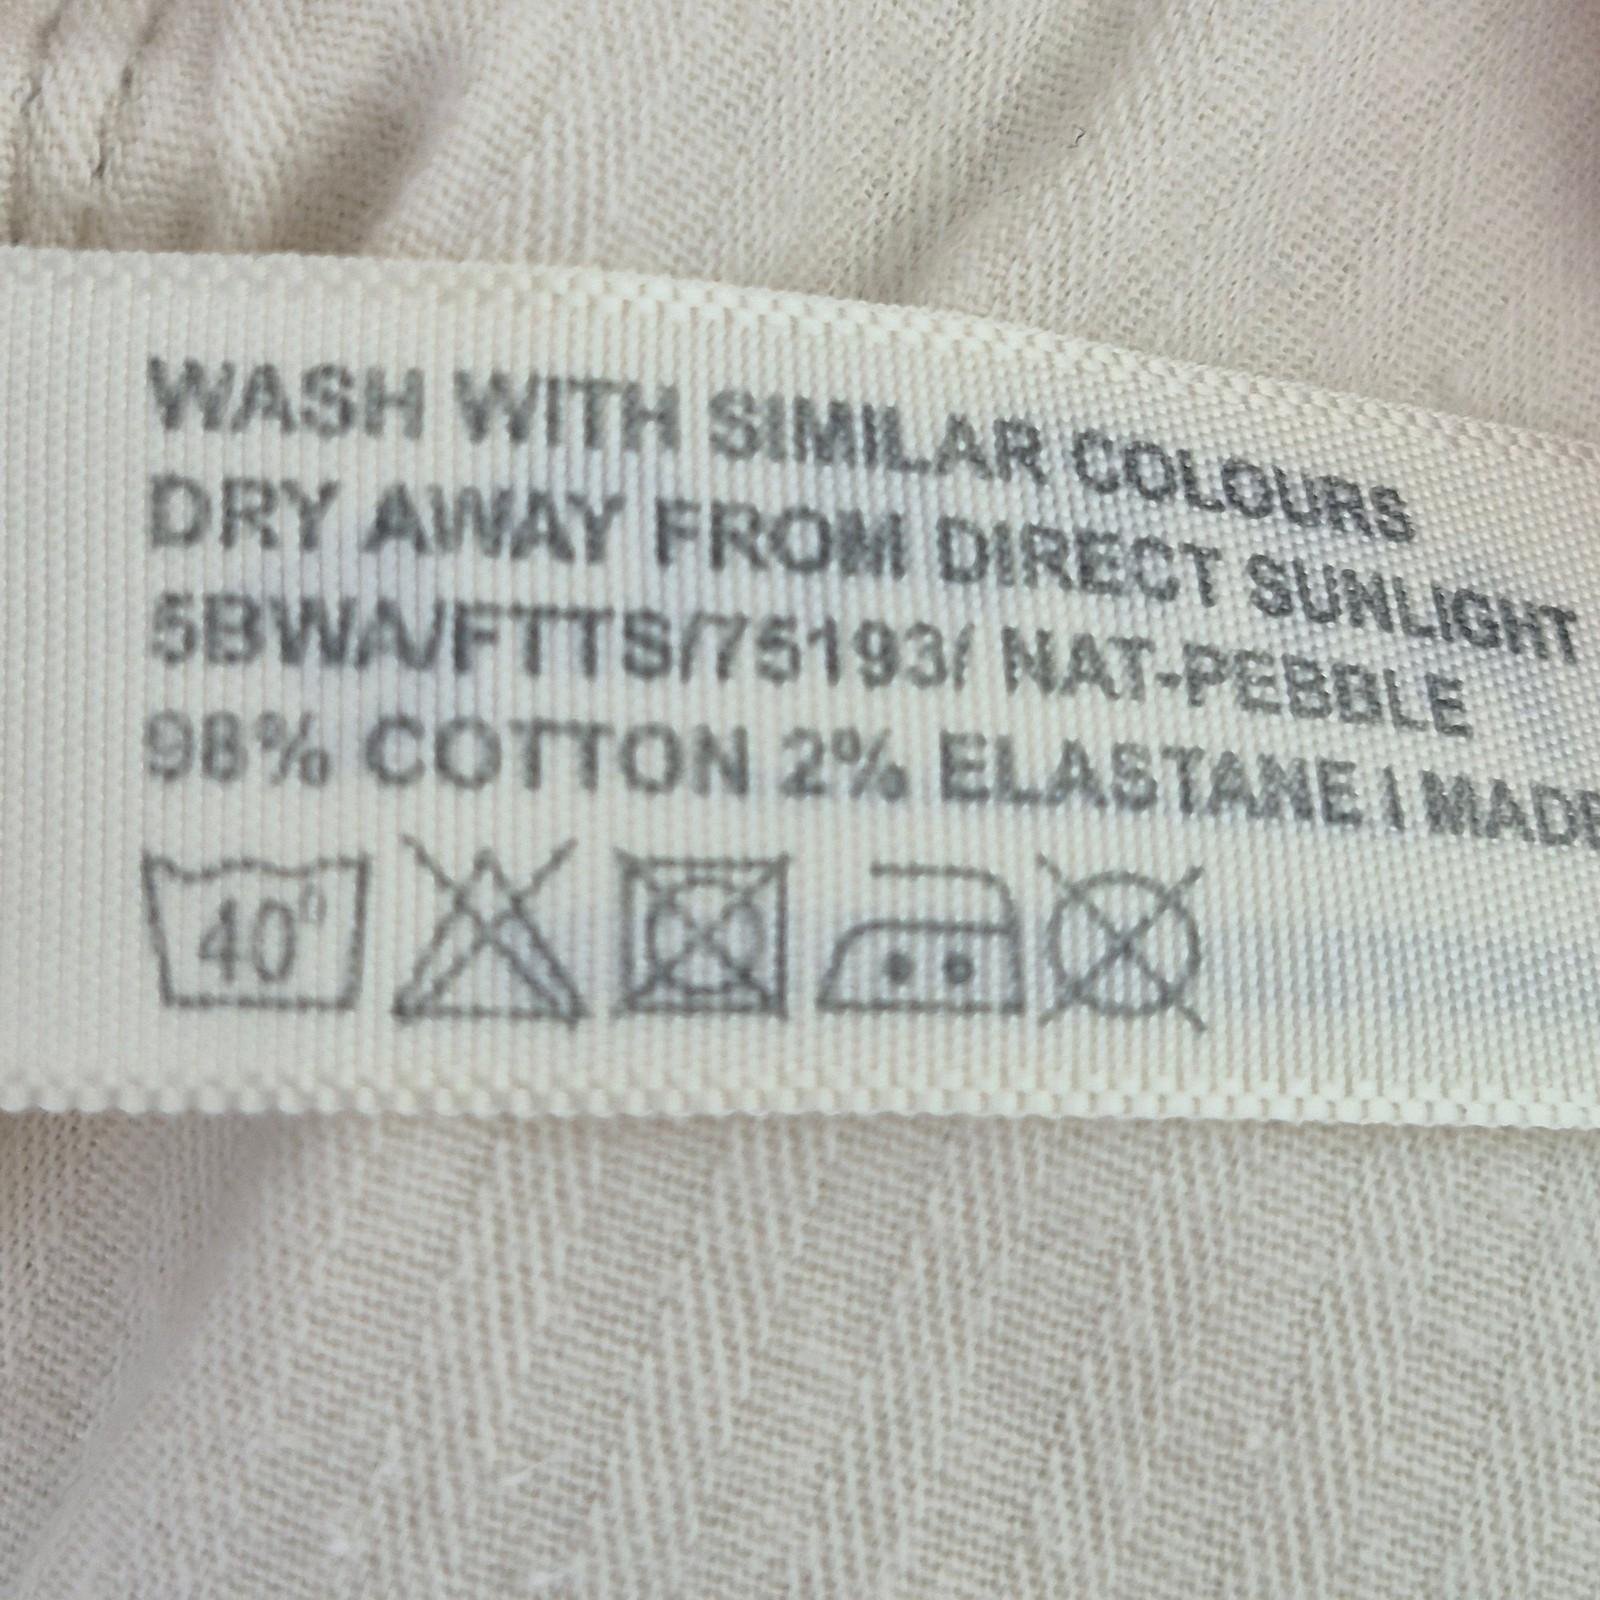 WASH WITH SIMILAR COLOURS
DRY AWAY FROM DIRECT SUNLIGHT
5BWA/FTTS/75193/ NAT-PEBBLE
98% COTTON 2% ELASTANE I MADE
40°